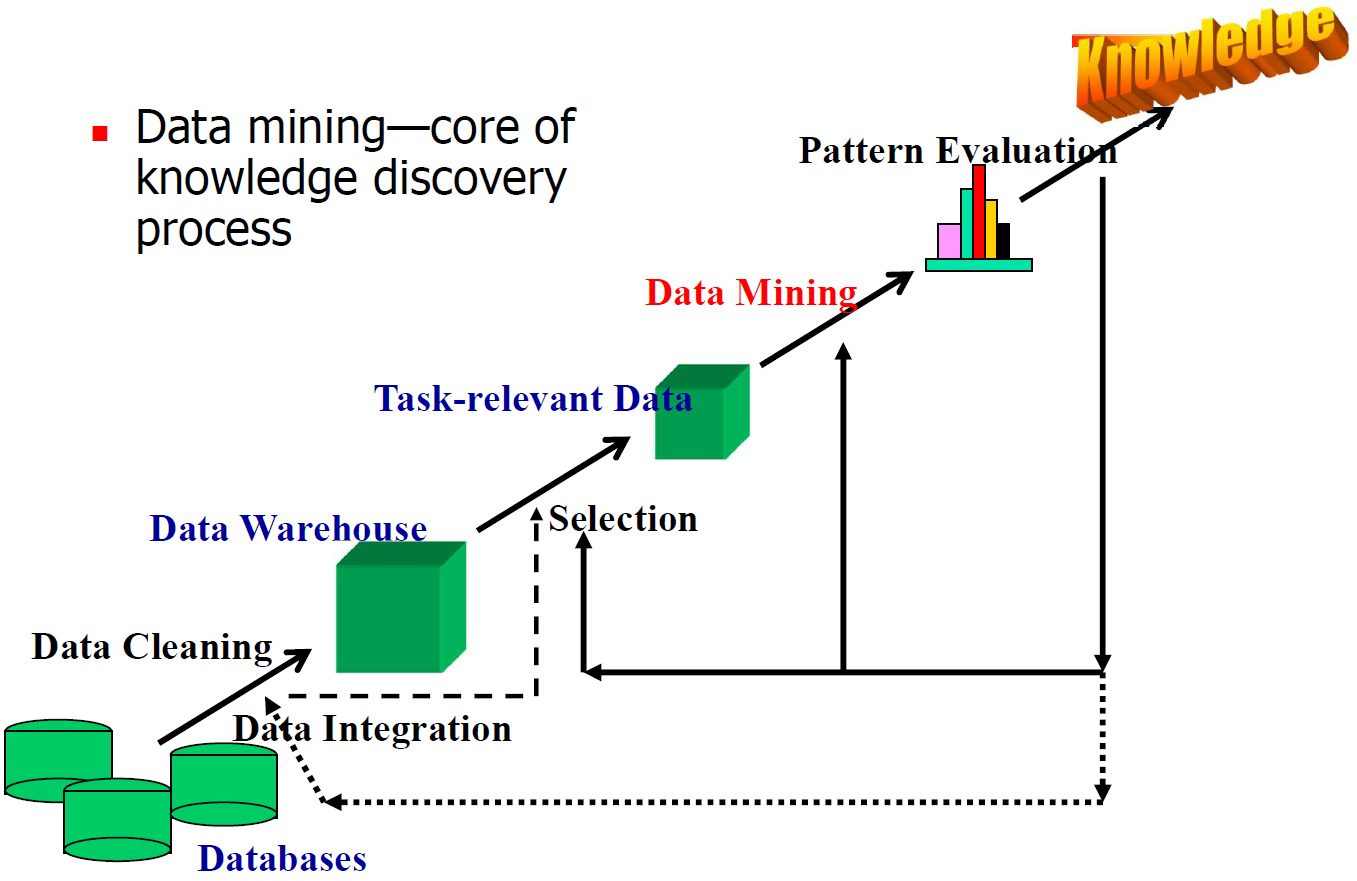 Knowledge
Data mining—core of
knowledge discovery
process
Pattern Evaluation
Data Mining
Task-relevant Data
Selection
Data Warehouse
Data Cleaning
Data Integration
Databases